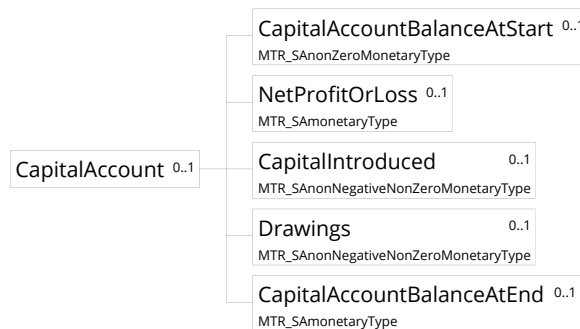 CapitalAccountBalanceAtStart 0..1
MTR_SAnonZeroMonetaryType
NetProfitOrLoss 0..1
MTR_SAmonetaryType
CapitalAccount 0..1
CapitalIntroduced 0..1
MTR_SAnonNegativeNonZeroMonetaryType
Drawings 0..1
MTR_SAnonNegativeNonZeroMonetaryType
CapitalAccountBalanceAtEnd 0..1
MTR_SAmonetaryType